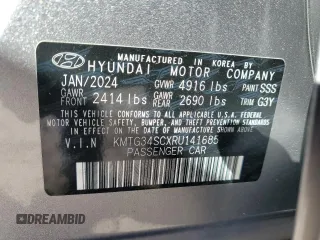 MANUFACTURED IN KOREA BY
HYUNDAI MOTOR COMPANY
JAN/2024 GVWR 4916 lbs PAINT SSS
GAWR FRONT 2414 lbs GAWR REAR 2690 lbs TRIM G3Y
THIS VEHICLE CONFORMS TO ALL APPLICABLE U.S. FEDERAL
MOTOR VEHICLE SAFETY, BUMPER, AND THEFT PREVENTION
STANDARDS IN EFFECT ON THE DATE OF MANUFACTURE
SHOWN ABOVE.
V.I.N KMTG34SCXRU141685
PASSENGER CAR
DREAMBID